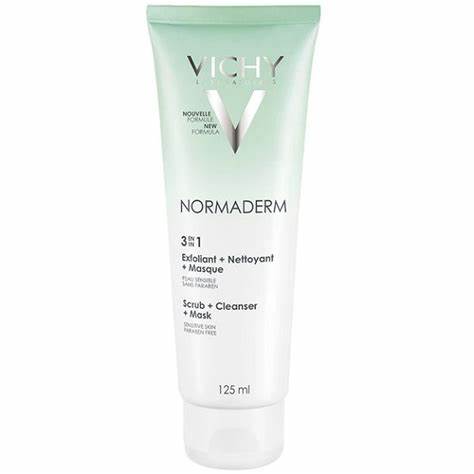 VICHY
LABORATOIRES
NOUVELLE
FORMULE
NEW
FORMULA
NORMADERM
3 EN 1
IN
Exfoliant + Nettoyant
+ Masque
PEAU SENSIBLE
SANS PARABEN
Scrub + Cleanser
+ Mask
SENSITIVE SKIN
PARABEN FREE
125 ml